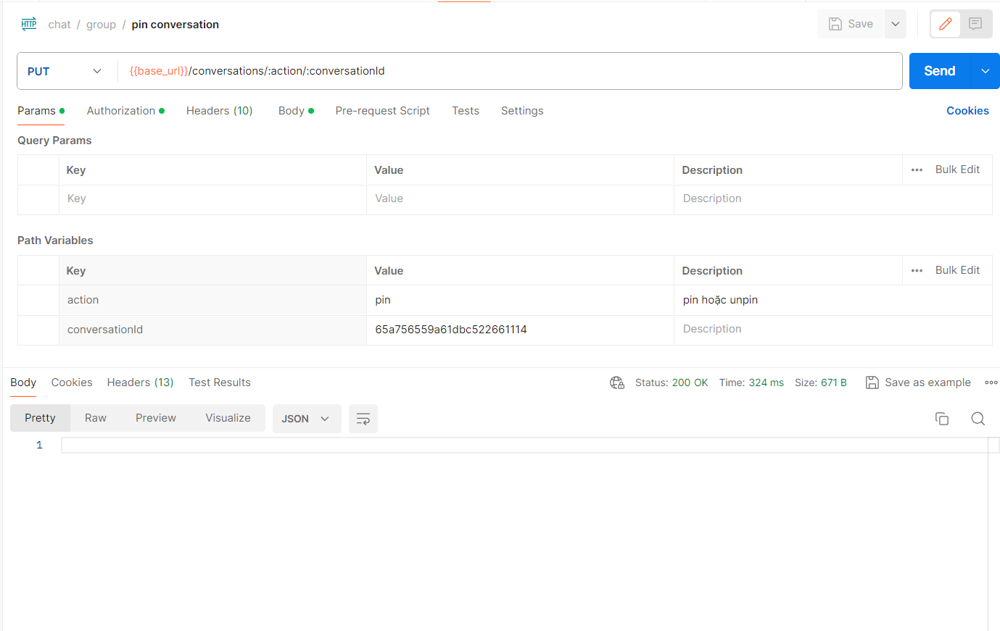 HTTP chat / group / pin conversation Save
PUT {{base_url}}/conversations/:action/:conversationId Send
Params Authorization Headers (10) Body Pre-request Script Tests Settings Cookies
Query Params
Key Value Description Bulk Edit
Key Value Description
Path Variables
Key Value Description Bulk Edit
action pin pin hoặc unpin
conversationId 65a756559a61dbc522661114 Description
Body Cookies Headers (13) Test Results Status: 200 OK Time: 324 ms Size: 671 B Save as example
Pretty Raw Preview Visualize JSON
1